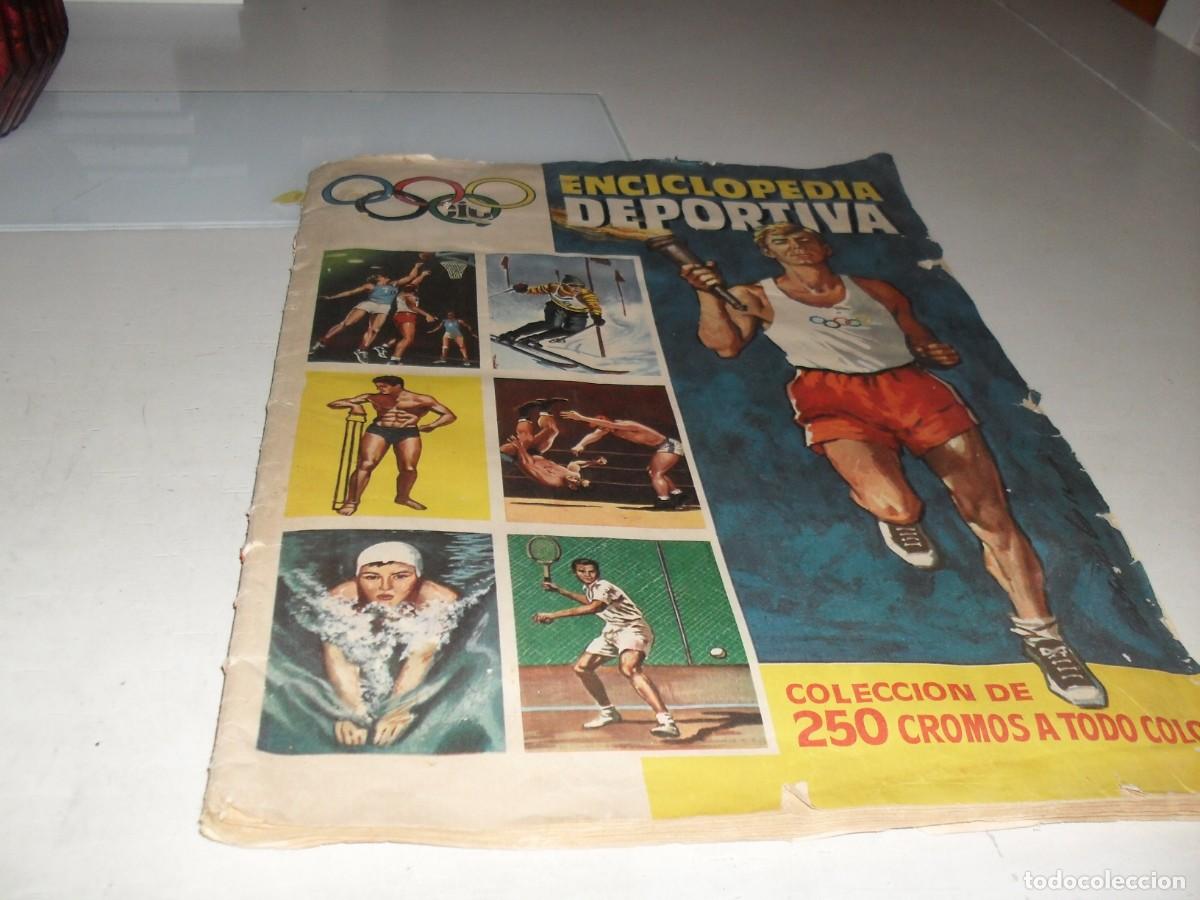 ENCICLOPEDIA
DEPORTIVA
COLECCION DE
250 CROMOS A TODO COLO
todocoleccion